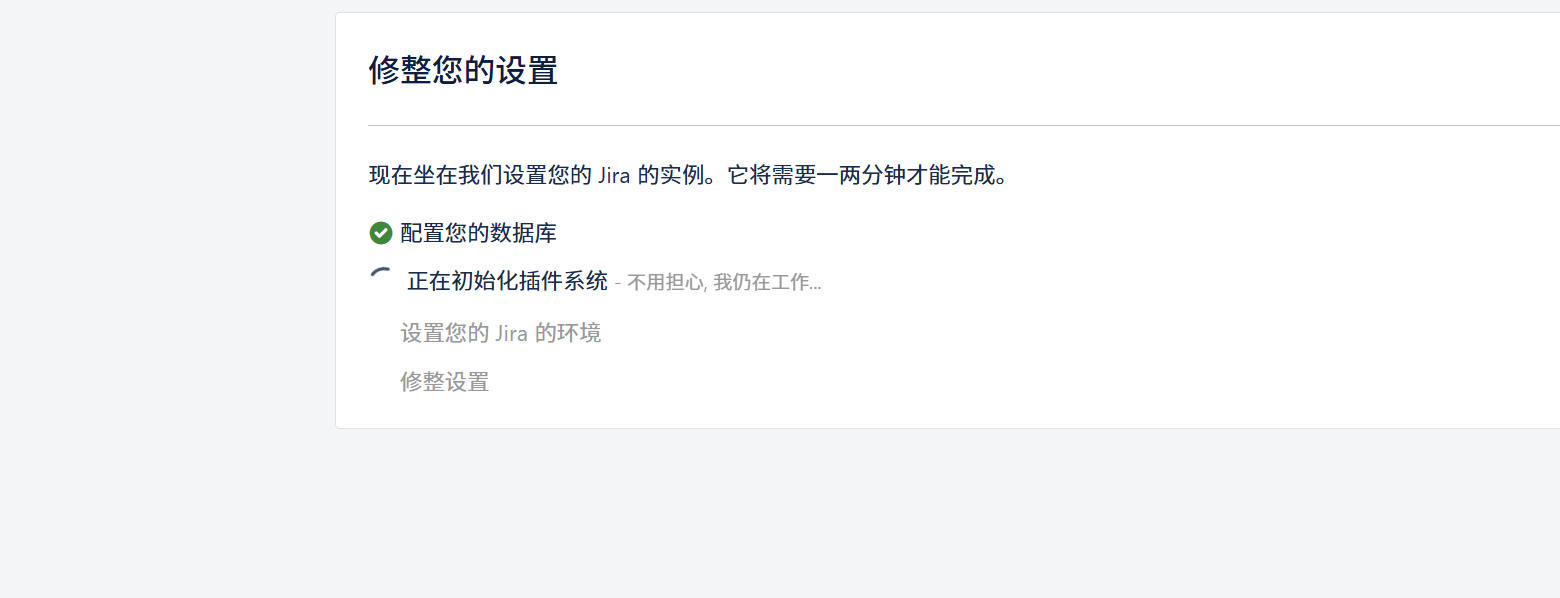 修整您的设置
现在坐在我们设置您的 Jira 的实例。它将需要一两分钟才能完成。
配置您的数据库
正在初始化插件系统 - 不用担心, 我仍在工作...
设置您的 Jira 的环境
修整设置